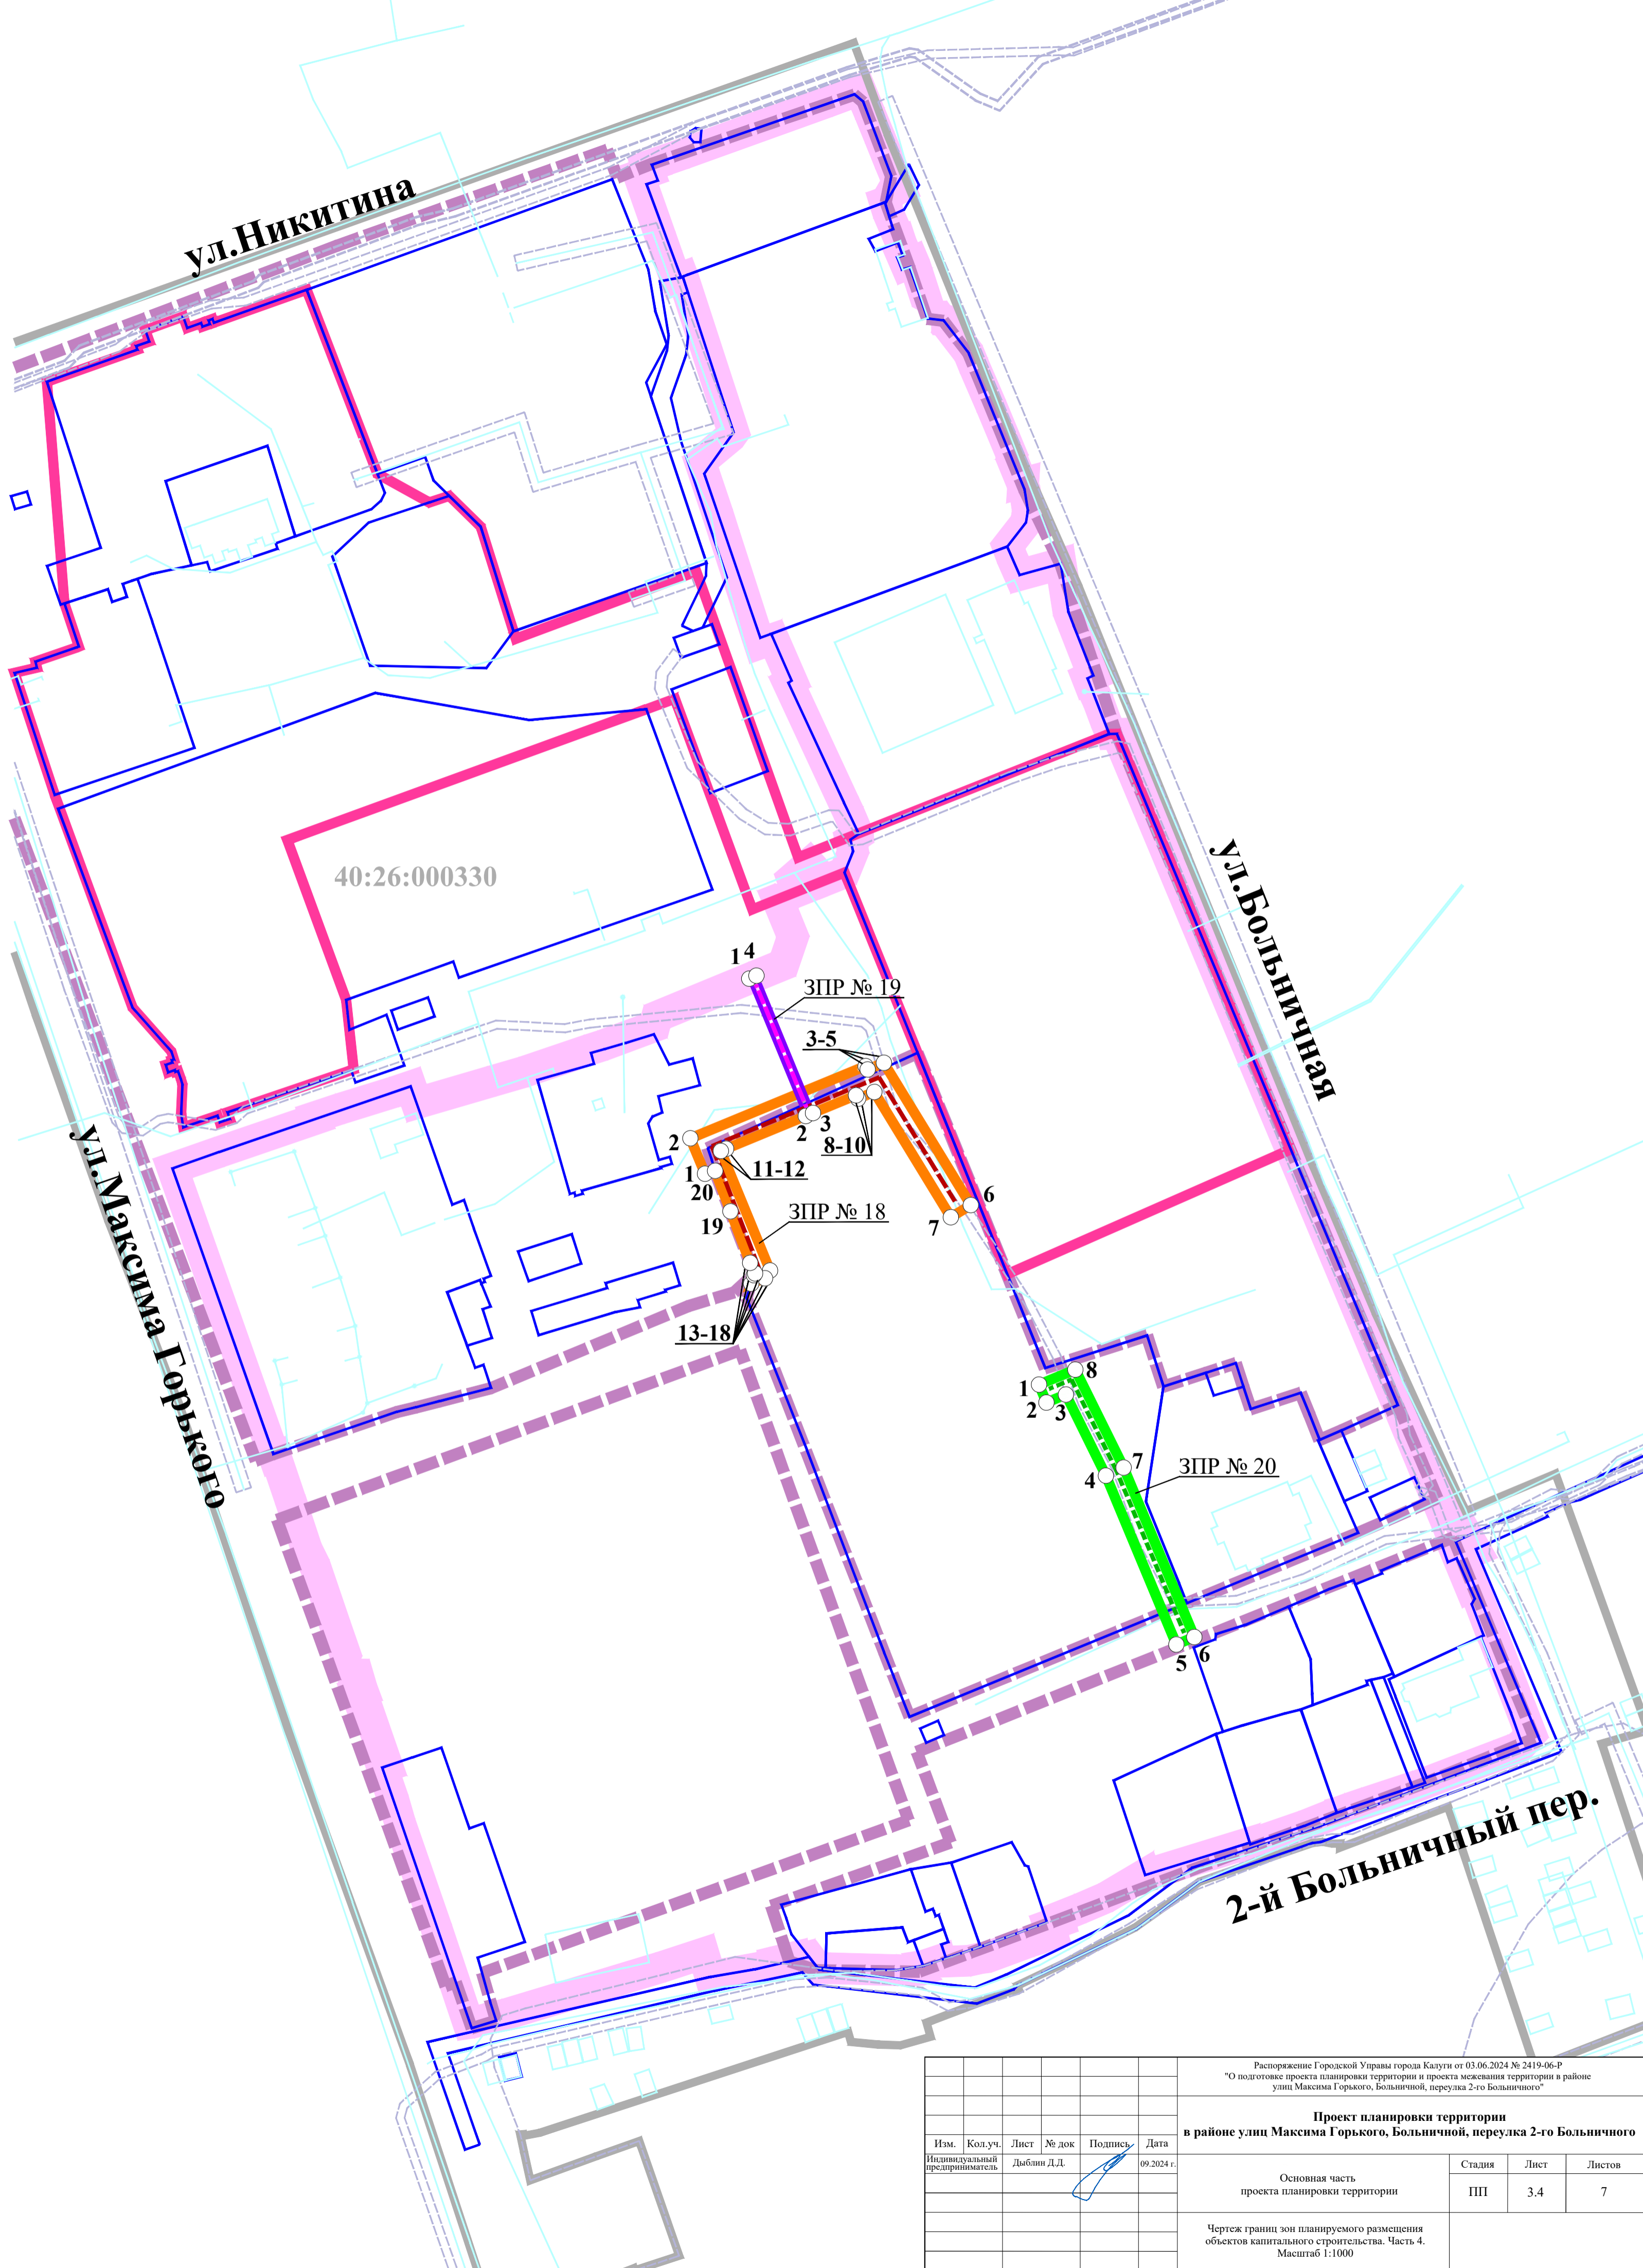 ул.Никитина
40:26:000330
ул.Больничная
1 4
ЗПР № 19
3-5
2
3
2
8-10
1
11-12
20
6
ЗПР № 18
7
19
13-18
ул.Максима Горького
8
1
2
3
7
ЗПР № 20
4
6
5
2-й Больничный пер.
Распоряжение Городской Управы города Калуги от 03.06.2024 № 2419-06-Р
"О подготовке проекта планировки территории и проекта межевания территории в районе
улиц Максима Горького, Больничной, переулка 2-го Больничного"
Проект планировки территории
в районе улиц Максима Горького, Больничной, переулка 2-го Больничного
Изм. Кол.уч. Лист № док Подпись Дата
Индивидуальный
предприниматель
Дыблин Д.Д.
09.2024 г.
Основная часть
проекта планировки территории
Стадия Лист Листов
ПП 3.4 7
Чертеж границ зон планируемого размещения
объектов капитального строительства. Часть 4.
Масштаб 1:1000